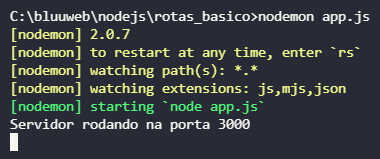 C:\bluuweb\nodejs\rotas_basico>nodemon app.js
[nodemon] 2.0.7
[nodemon] to restart at any time, enter `rs`
[nodemon] watching path(s): *.*
[nodemon] watching extensions: js,mjs,json
[nodemon] starting `node app.js`
Servidor rodando na porta 3000